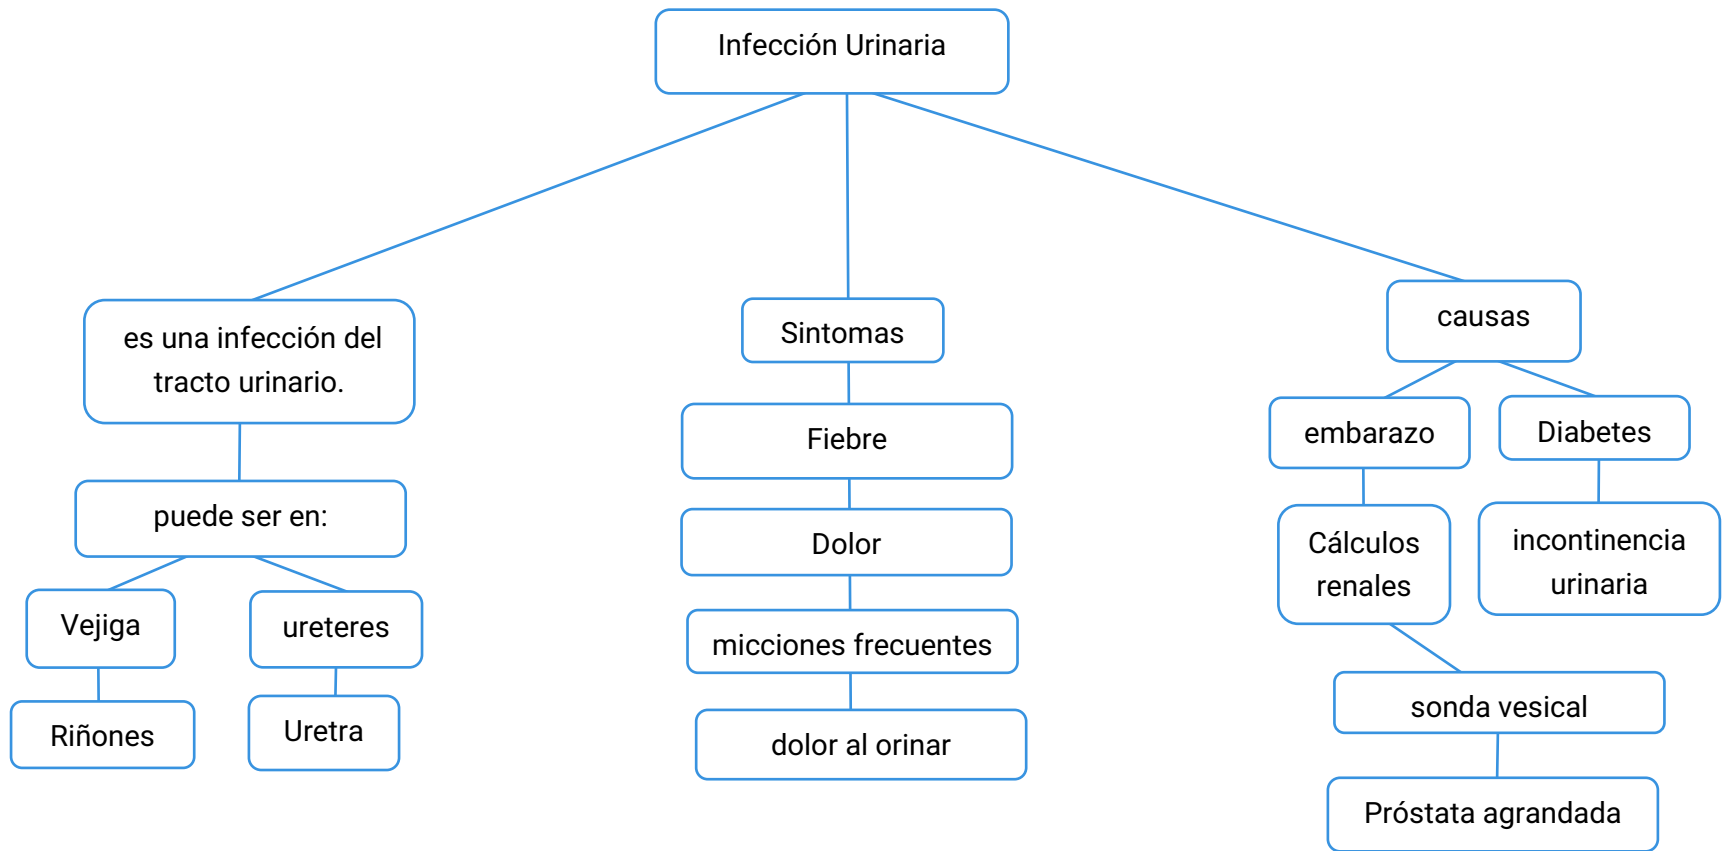 Infección Urinaria
es una infección del
tracto urinario.
puede ser en:
Vejiga
ureteres
Riñones
Uretra
Sintomas
Fiebre
Dolor
micciones frecuentes
dolor al orinar
causas
embarazo
Diabetes
Cálculos
renales
incontinencia
urinaria
sonda vesical
Próstata agrandada